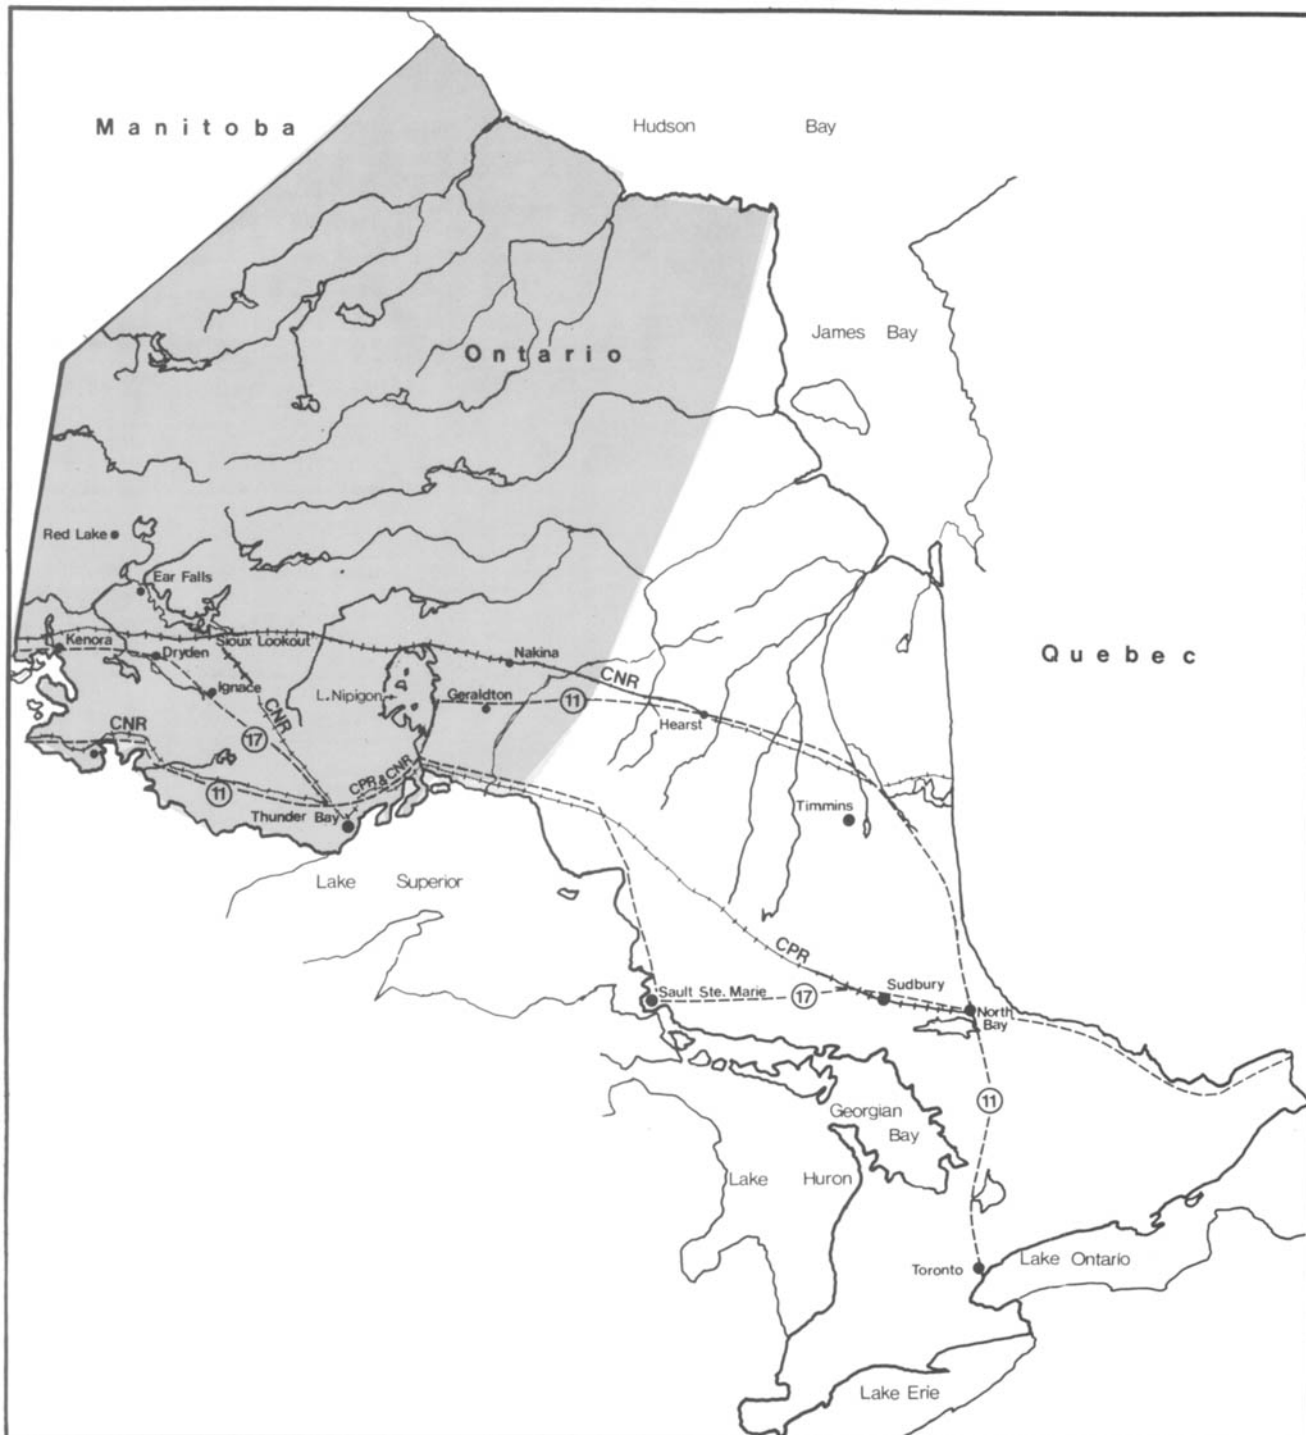 Manitoba
Hudson Bay
James Bay
Ontario
Red Lake
Ear Falls
Kenora
Sioux Lookout
Dryden
Nakina
CNR
Quebec
Ignace
L. Nipigon
Geraldton
11
Hearst
CNR
CNR
17
11
CPR & CNR
Thunder Bay
Timmins
Lake Superior
CPR
Sault Ste. Marie
17
Sudbury
North
Bay
11
Georgian
Bay
Lake Huron
Toronto
Lake Ontario
Lake Erie